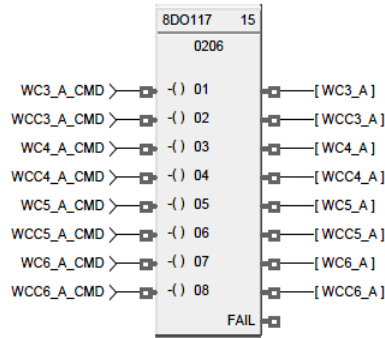 8DO117 15
0206
WC3_A_CMD -() 01 [ WC3_A ]
WCC3_A_CMD -() 02 [ WCC3_A ]
WC4_A_CMD -() 03 [ WC4_A ]
WCC4_A_CMD -() 04 [ WCC4_A ]
WC5_A_CMD -() 05 [ WC5_A ]
WCC5_A_CMD -() 06 [ WCC5_A ]
WC6_A_CMD -() 07 [ WC6_A ]
WCC6_A_CMD -() 08 [ WCC6_A ]
FAIL